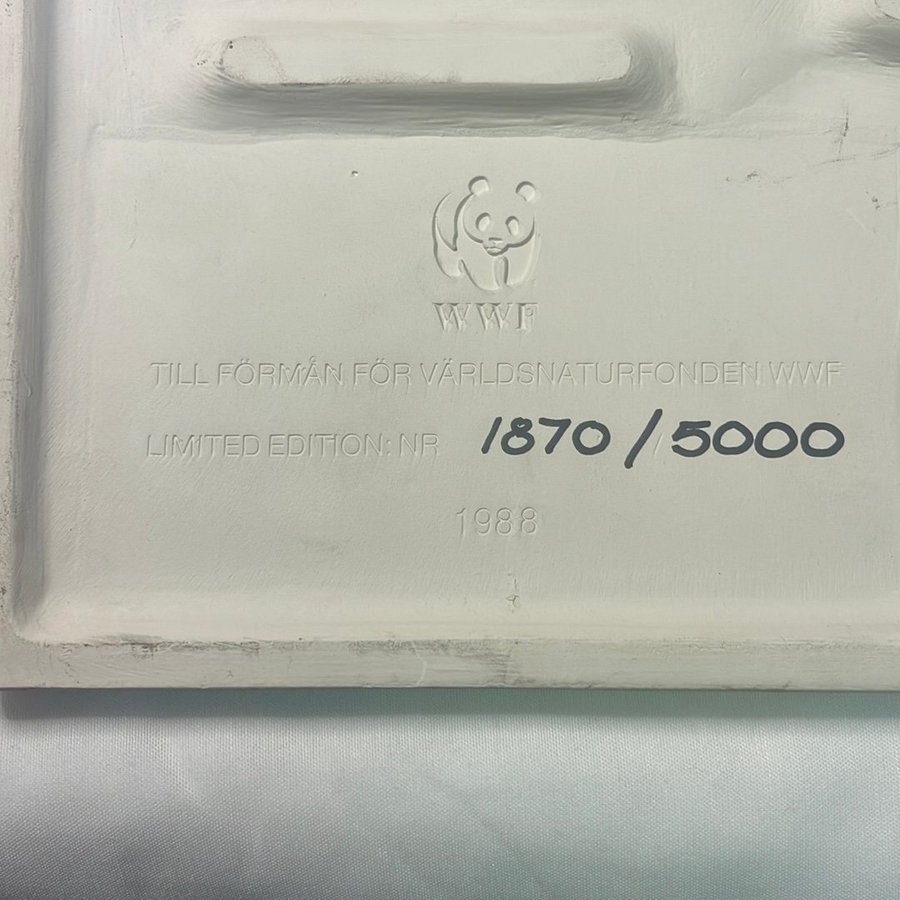 WWF
TILL FÖRMÅN FÖR VÄRLDSNATURFONDEN WWF
LIMITED EDITION: NR 1870 / 5000
1988